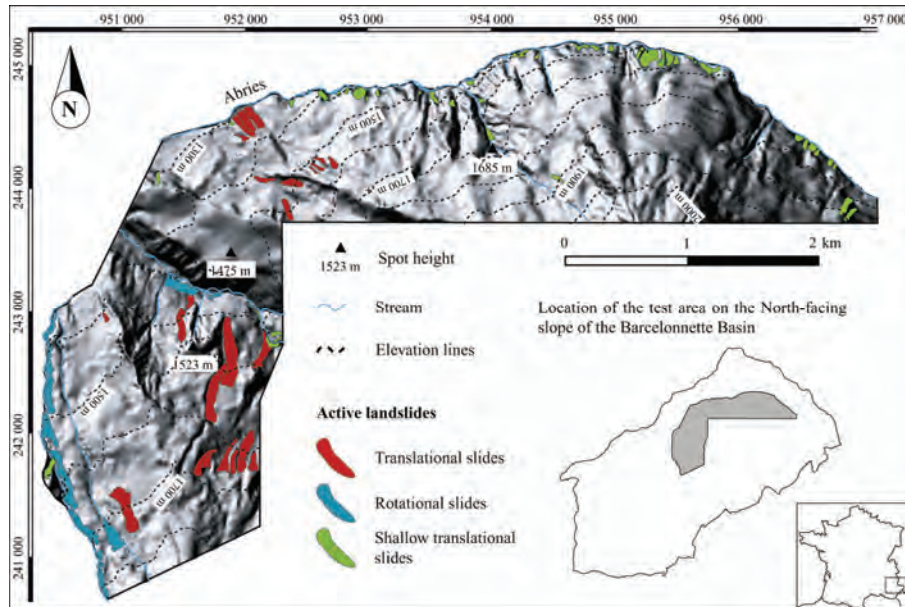 951 000
952 000
953 000
954 000
955 000
956 000
957 000
245 000
244 000
243 000
242 000
241 000
N
Abries
1300 m
1500 m
1700 m
1685 m
1900 m
2000 m
1475 m
1523 m
1500 m
1700 m
1523 m
Spot height
Stream
Elevation lines
Active landslides
Translational slides
Rotational slides
Shallow translational
slides
0
1
2 km
Location of the test area on the North-facing
slope of the Barcelonnette Basin